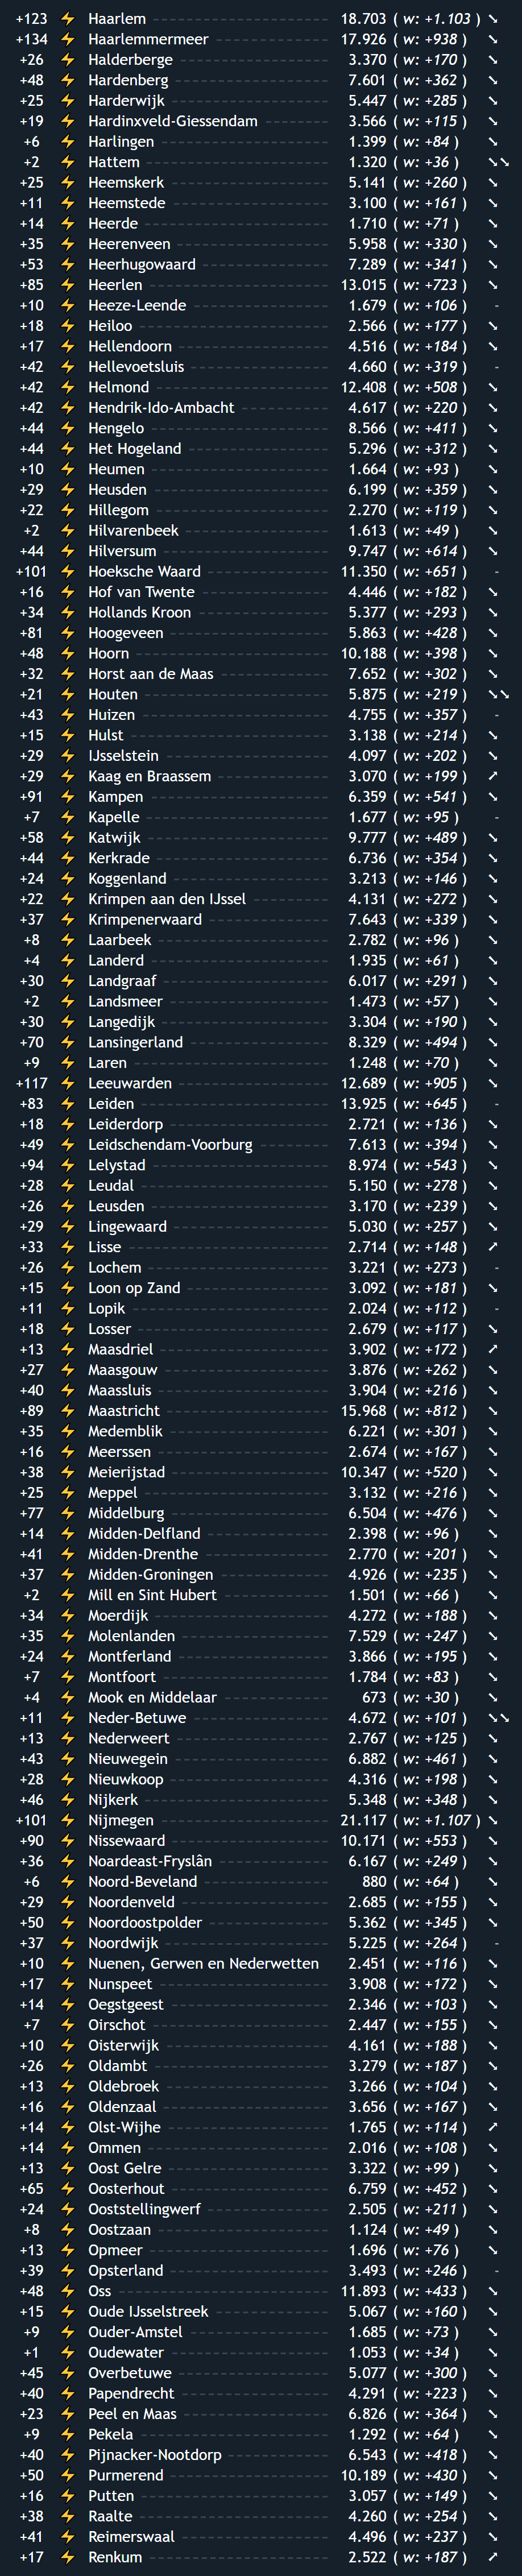 +123 ⚡ Haarlem 18.703 ( w: +1.103 ) ↘
+134 ⚡ Haarlemmermeer 17.926 ( w: +938 ) ↘
+26 ⚡ Halderberge 3.370 ( w: +170 ) ↘
+48 ⚡ Hardenberg 7.601 ( w: +362 ) ↘
+25 ⚡ Harderwijk 5.447 ( w: +285 ) ↘
+19 ⚡ Hardinxveld-Giessendam 3.566 ( w: +115 ) ↘
+6 ⚡ Harlingen 1.399 ( w: +84 ) ↘
+2 ⚡ Hattem 1.320 ( w: +36 ) ↘↘
+25 ⚡ Heemskerk 5.141 ( w: +260 ) ↘
+11 ⚡ Heemstede 3.100 ( w: +161 ) ↘
+14 ⚡ Heerde 1.710 ( w: +71 ) ↘
+35 ⚡ Heerenveen 5.958 ( w: +330 ) ↘
+53 ⚡ Heerhugowaard 7.289 ( w: +341 ) ↘
+85 ⚡ Heerlen 13.015 ( w: +723 ) ↘
+10 ⚡ Heeze-Leende 1.679 ( w: +106 ) -
+18 ⚡ Heiloo 2.566 ( w: +177 ) ↘
+17 ⚡ Hellendoorn 4.516 ( w: +184 ) ↘
+42 ⚡ Hellevoetsluis 4.660 ( w: +319 ) -
+42 ⚡ Helmond 12.408 ( w: +508 ) ↘
+42 ⚡ Hendrik-Ido-Ambacht 4.617 ( w: +220 ) ↘
+44 ⚡ Hengelo 8.566 ( w: +411 ) ↘
+44 ⚡ Het Hogeland 5.296 ( w: +312 ) ↘
+10 ⚡ Heumen 1.664 ( w: +93 ) ↘
+29 ⚡ Heusden 6.199 ( w: +359 ) ↘
+22 ⚡ Hillegom 2.270 ( w: +119 ) ↘
+2 ⚡ Hilvarenbeek 1.613 ( w: +49 ) ↘
+44 ⚡ Hilversum 9.747 ( w: +614 ) ↘
+101 ⚡ Hoeksche Waard 11.350 ( w: +651 ) -
+16 ⚡ Hof van Twente 4.446 ( w: +182 ) ↘
+34 ⚡ Hollands Kroon 5.377 ( w: +293 ) ↘
+81 ⚡ Hoogeveen 5.863 ( w: +428 ) ↘
+48 ⚡ Hoorn 10.188 ( w: +398 ) ↘
+32 ⚡ Horst aan de Maas 7.652 ( w: +302 ) ↘
+21 ⚡ Houten 5.875 ( w: +219 ) ↘↘
+43 ⚡ Huizen 4.755 ( w: +357 ) -
+15 ⚡ Hulst 3.138 ( w: +214 ) ↘
+29 ⚡ IJsselstein 4.097 ( w: +202 ) ↘
+29 ⚡ Kaag en Braassem 3.070 ( w: +199 ) ↗
+91 ⚡ Kampen 6.359 ( w: +541 ) ↘
+7 ⚡ Kapelle 1.677 ( w: +95 ) -
+58 ⚡ Katwijk 9.777 ( w: +489 ) ↘
+44 ⚡ Kerkrade 6.736 ( w: +354 ) ↘
+24 ⚡ Koggenland 3.213 ( w: +146 ) ↘
+22 ⚡ Krimpen aan den IJssel 4.131 ( w: +272 ) ↘
+37 ⚡ Krimpenerwaard 7.643 ( w: +339 ) ↘
+8 ⚡ Laarbeek 2.782 ( w: +96 ) ↘
+4 ⚡ Landerd 1.935 ( w: +61 ) ↘
+30 ⚡ Landgraaf 6.017 ( w: +291 ) ↘
+2 ⚡ Landsmeer 1.473 ( w: +57 ) ↘
+30 ⚡ Langedijk 3.304 ( w: +190 ) ↘
+70 ⚡ Lansingerland 8.329 ( w: +494 ) ↘
+9 ⚡ Laren 1.248 ( w: +70 ) ↘
+117 ⚡ Leeuwarden 12.689 ( w: +905 ) ↘
+83 ⚡ Leiden 13.925 ( w: +645 ) -
+18 ⚡ Leiderdorp 2.721 ( w: +136 ) ↘
+49 ⚡ Leidschendam-Voorburg 7.613 ( w: +394 ) ↘
+94 ⚡ Lelystad 8.974 ( w: +543 ) ↘
+28 ⚡ Leudal 5.150 ( w: +278 ) ↘
+26 ⚡ Leusden 3.170 ( w: +239 ) ↘
+29 ⚡ Lingewaard 5.030 ( w: +257 ) ↘
+33 ⚡ Lisse 2.714 ( w: +148 ) ↗
+26 ⚡ Lochem 3.221 ( w: +273 ) -
+15 ⚡ Loon op Zand 3.092 ( w: +181 ) ↘
+11 ⚡ Lopik 2.024 ( w: +112 ) -
+18 ⚡ Losser 2.679 ( w: +117 ) ↘
+13 ⚡ Maasdriel 3.902 ( w: +172 ) ↗
+27 ⚡ Maasgouw 3.876 ( w: +262 ) ↘
+40 ⚡ Maassluis 3.904 ( w: +216 ) ↘
+89 ⚡ Maastricht 15.968 ( w: +812 ) ↘
+35 ⚡ Medemblik 6.221 ( w: +301 ) ↘
+16 ⚡ Meerssen 2.674 ( w: +167 ) ↘
+38 ⚡ Meierijstad 10.347 ( w: +520 ) ↘
+25 ⚡ Meppel 3.132 ( w: +216 ) ↘
+77 ⚡ Middelburg 6.504 ( w: +476 ) ↘
+14 ⚡ Midden-Delfland 2.398 ( w: +96 ) ↘
+41 ⚡ Midden-Drenthe 2.770 ( w: +201 ) ↘
+37 ⚡ Midden-Groningen 4.926 ( w: +235 ) ↘
+2 ⚡ Mill en Sint Hubert 1.501 ( w: +66 ) ↘
+34 ⚡ Moerdijk 4.272 ( w: +188 ) ↘
+35 ⚡ Molenlanden 7.529 ( w: +247 ) ↘
+24 ⚡ Montferland 3.866 ( w: +195 ) ↘
+7 ⚡ Montfoort 1.784 ( w: +83 ) ↘
+4 ⚡ Mook en Middelaar 673 ( w: +30 ) ↘
+11 ⚡ Neder-Betuwe 4.672 ( w: +101 ) ↘↘
+13 ⚡ Nederweert 2.767 ( w: +125 ) ↘
+43 ⚡ Nieuwegein 6.882 ( w: +461 ) ↘
+28 ⚡ Nieuwkoop 4.316 ( w: +198 ) ↘
+46 ⚡ Nijkerk 5.348 ( w: +348 ) ↘
+101 ⚡ Nijmegen 21.117 ( w: +1.107 ) ↘
+90 ⚡ Nissewaard 10.171 ( w: +553 ) ↘
+36 ⚡ Noardeast-Fryslân 6.167 ( w: +249 ) ↘
+6 ⚡ Noord-Beveland 880 ( w: +64 ) ↘
+29 ⚡ Noordenveld 2.685 ( w: +155 ) ↘
+50 ⚡ Noordoostpolder 5.362 ( w: +345 ) ↘
+37 ⚡ Noordwijk 5.225 ( w: +264 ) -
+10 ⚡ Nuenen, Gerwen en Nederwetten 2.451 ( w: +116 ) ↘
+17 ⚡ Nunspeet 3.908 ( w: +172 ) ↘
+14 ⚡ Oegstgeest 2.346 ( w: +103 ) ↘
+7 ⚡ Oirschot 2.447 ( w: +155 ) ↘
+10 ⚡ Oisterwijk 4.161 ( w: +188 ) ↘
+26 ⚡ Oldambt 3.279 ( w: +187 ) ↘
+13 ⚡ Oldebroek 3.266 ( w: +104 ) ↘
+16 ⚡ Oldenzaal 3.656 ( w: +167 ) ↘
+14 ⚡ Olst-Wijhe 1.765 ( w: +114 ) ↗
+14 ⚡ Ommen 2.016 ( w: +108 ) ↘
+13 ⚡ Oost Gelre 3.322 ( w: +99 ) ↘
+65 ⚡ Oosterhout 6.759 ( w: +452 ) ↘
+24 ⚡ Ooststellingwerf 2.505 ( w: +211 ) ↘
+8 ⚡ Oostzaan 1.124 ( w: +49 ) ↘
+13 ⚡ Opmeer 1.696 ( w: +76 ) ↘
+39 ⚡ Opsterland 3.493 ( w: +246 ) -
+48 ⚡ Oss 11.893 ( w: +433 ) ↘
+15 ⚡ Oude IJsselstreek 5.067 ( w: +160 ) ↘
+9 ⚡ Ouder-Amstel 1.685 ( w: +73 ) ↘
+1 ⚡ Oudewater 1.053 ( w: +34 ) ↘
+45 ⚡ Overbetuwe 5.077 ( w: +300 ) ↘
+40 ⚡ Papendrecht 4.291 ( w: +223 ) ↘
+23 ⚡ Peel en Maas 6.826 ( w: +364 ) ↘
+9 ⚡ Pekela 1.292 ( w: +64 ) ↘
+40 ⚡ Pijnacker-Nootdorp 6.543 ( w: +418 ) ↘
+50 ⚡ Purmerend 10.189 ( w: +430 ) ↘
+16 ⚡ Putten 3.057 ( w: +149 ) ↘
+38 ⚡ Raalte 4.260 ( w: +254 ) ↘
+41 ⚡ Reimerswaal 4.496 ( w: +237 ) ↘
+17 ⚡ Renkum 2.522 ( w: +187 ) ↗